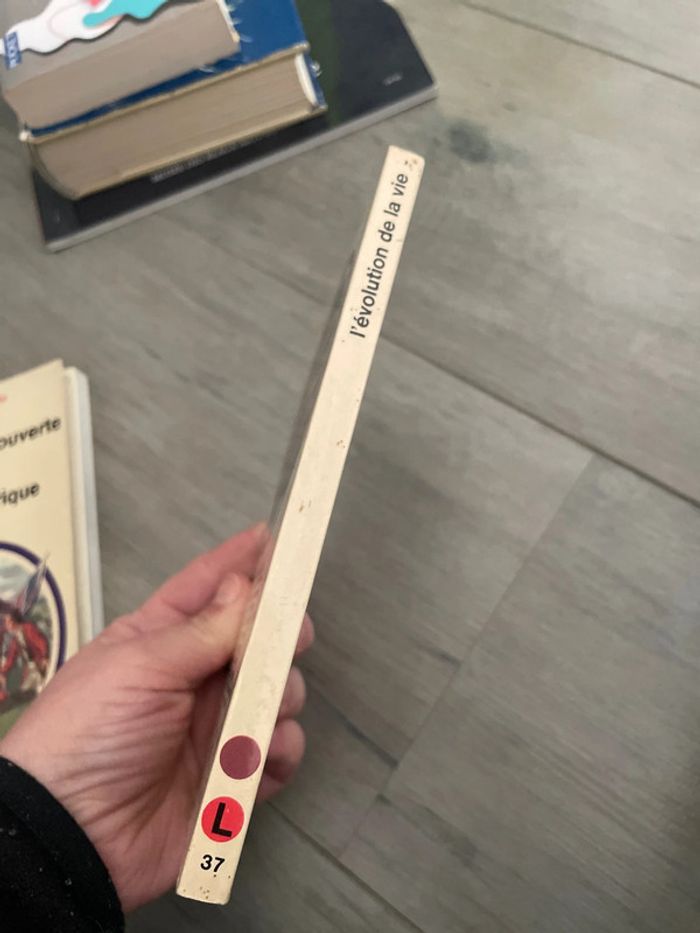 l'évolution de la vie
L
37
ouverte
rique